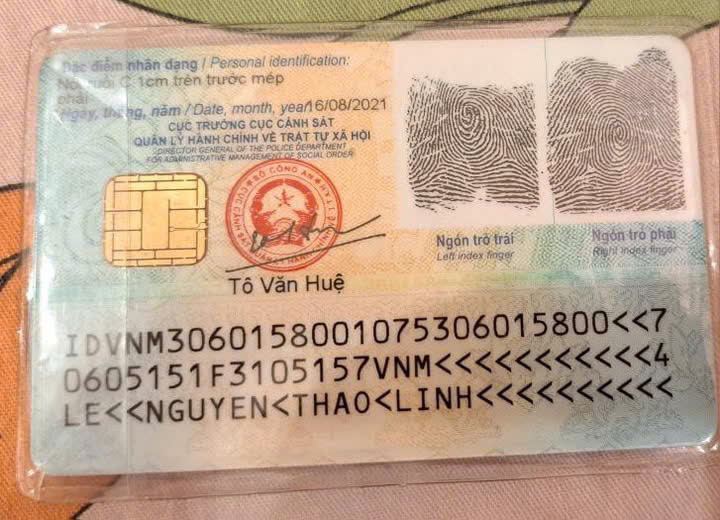 Đặc điểm nhân dạng / Personal identification:
C 1cm trên trước mép
phải
Ngày, tháng, năm / Date, month, year 16/08/2021
CỤC TRƯỞNG CỤC CẢNH SÁT
QUẢN LÝ HÀNH CHÍNH VỀ TRẬT TỰ XÃ HỘI
DIRECTOR GENERAL OF THE POLICE DEPARTMENT
FOR ADMINISTRATIVE MANAGEMENT OF SOCIAL ORDER
BỘ CÔNG AN
Tô Văn Huệ
Ngón trỏ trái
Left index finger
Ngón trỏ phải
Right index finger
IDVNM3060158001075306015800<<7
0605151F3105157VNM<<<<<<<<<<<4
LE<<NGUYEN<THAO<LINH<<<<<<<<<<